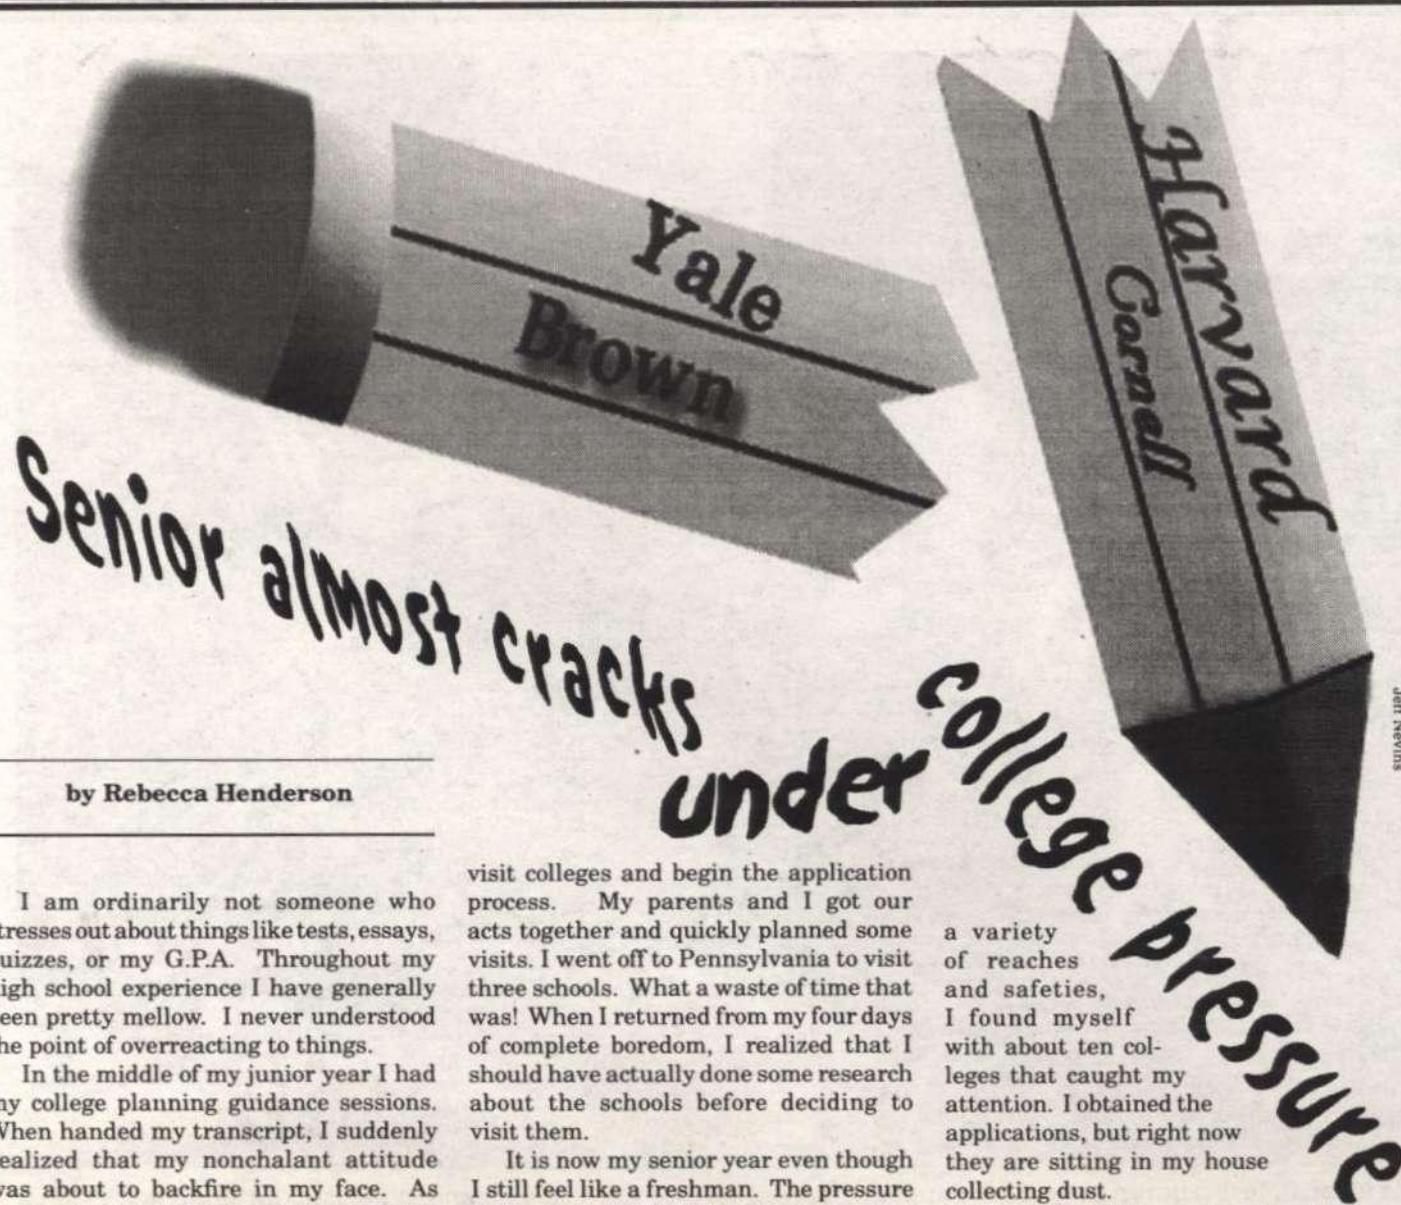 Yale
Brown
Harvard
Cornell
Senior almost cracks
under
college pressure
Jeff Nevins
by Rebecca Henderson
I am ordinarily not someone who
tresses out about things like tests, essays,
uizzes, or my G.P.A. Throughout my
igh school experience I have generally
een pretty mellow. I never understood
he point of overreacting to things.
In the middle of my junior year I had
my college planning guidance sessions.
When handed my transcript, I suddenly
ealized that my nonchalant attitude
was about to backfire in my face. As
visit colleges and begin the application
process. My parents and I got our
acts together and quickly planned some
visits. I went off to Pennsylvania to visit
three schools. What a waste of time that
was! When I returned from my four days
of complete boredom, I realized that I
should have actually done some research
about the schools before deciding to
visit them.
It is now my senior year even though
I still feel like a freshman. The pressure
a variety
of reaches
and safeties,
I found myself
with about ten col-
leges that caught my
attention. I obtained the
applications, but right now
they are sitting in my house
collecting dust.